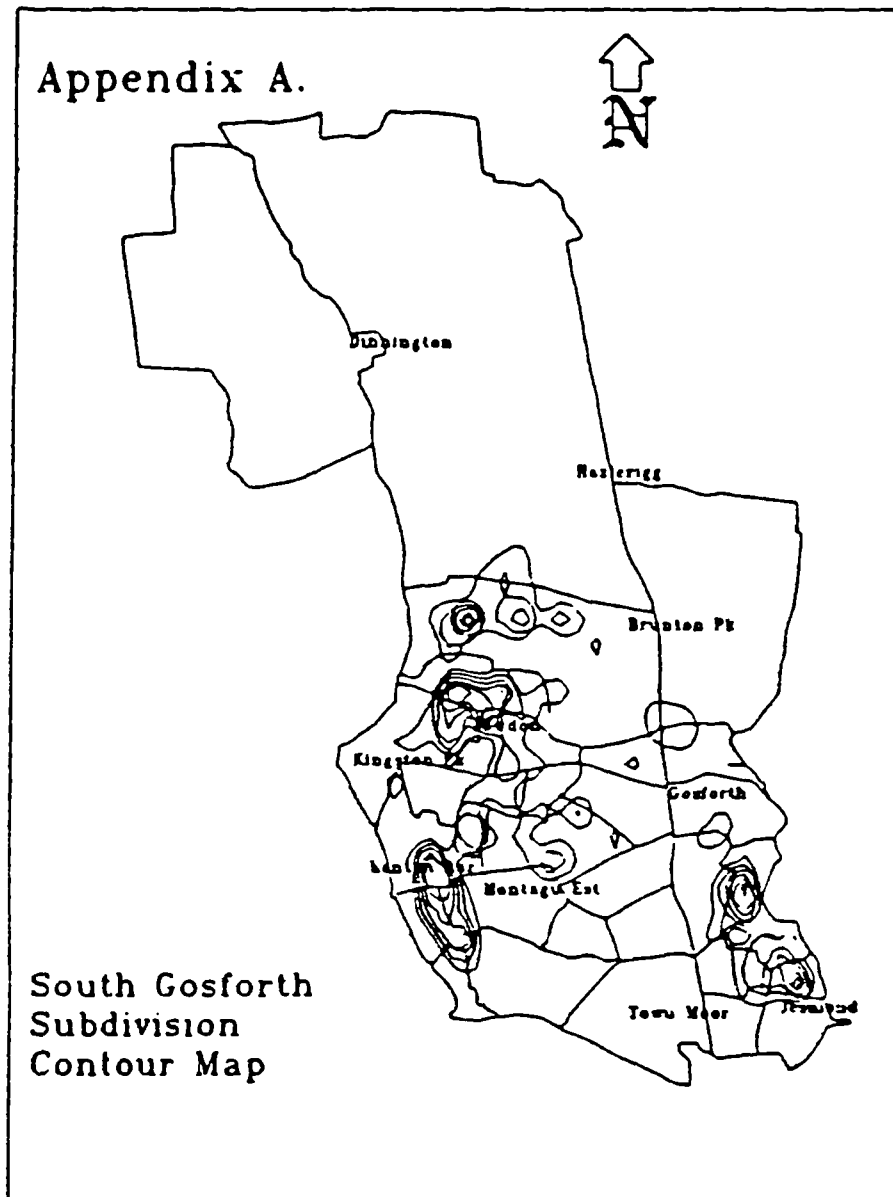 Appendix A.
N
Dinnington
Hazlerigg
Brunton Pk
Kingston Pk
Gosforth
Montagu Est
Town Moor
Jesmond
South Gosforth
Subdivision
Contour Map